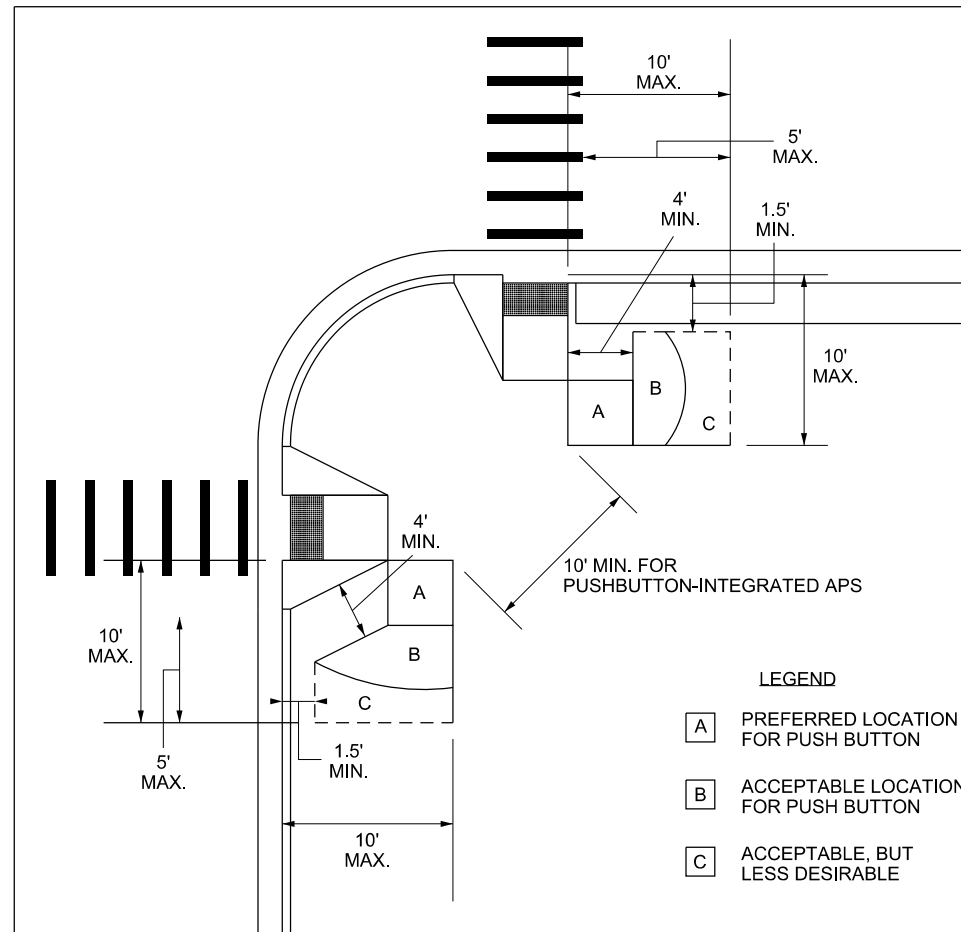 10'
MAX.
5'
MAX.
4'
MIN.
1.5'
MIN.
10'
MAX.
A
B
C
4'
MIN.
10' MIN. FOR
PUSHBUTTON-INTEGRATED APS
A
B
C
10'
MAX.
5'
MAX.
1.5'
MIN.
10'
MAX.
LEGEND
A PREFERRED LOCATION
FOR PUSH BUTTON
B ACCEPTABLE LOCATION
FOR PUSH BUTTON
C ACCEPTABLE, BUT
LESS DESIRABLE